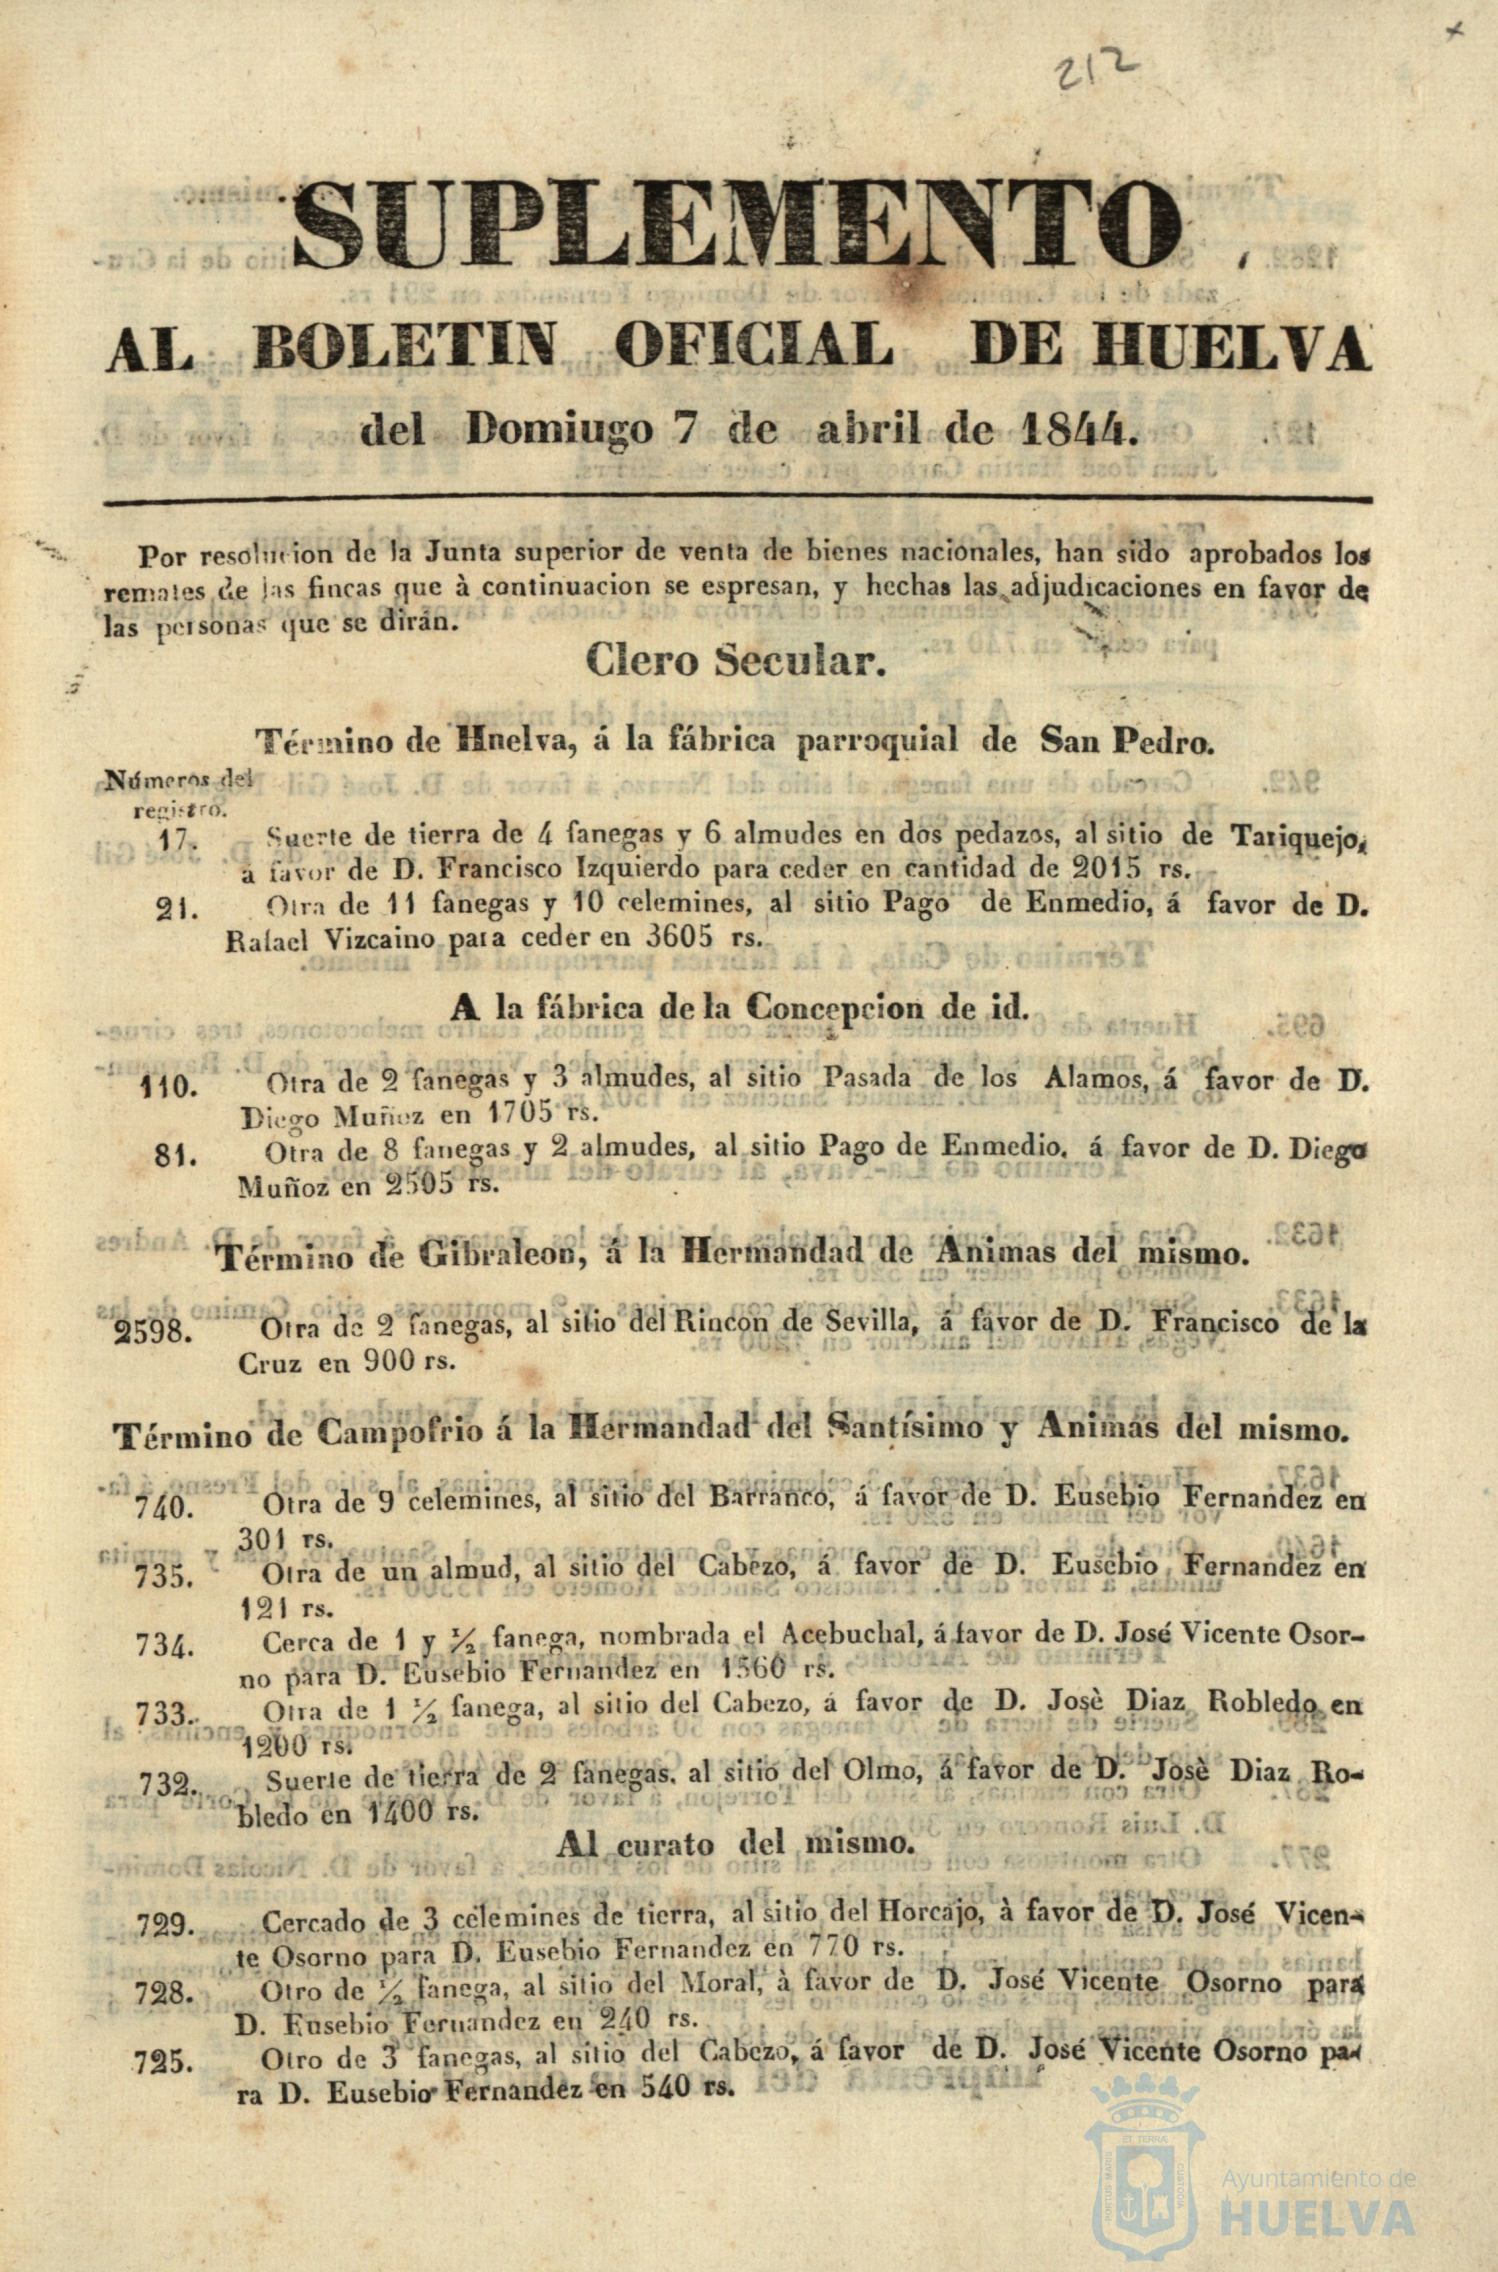 212
SUPLEMENTO
AL BOLETIN OFICIAL DE HUELVA
del Domiugo 7 de abril de 1844.
Por resolucion de la Junta superior de venta de bienes nacionales, han sido aprobados los
remates de las fincas que à continuacion se espresan, y hechas las adjudicaciones en favor de
las personas que se dirán.
Clero Secular.
Término de Hnelva, á la fábrica parroquial de San Pedro.
Números del
registro.
17. Suerte de tierra de 4 fanegas y 6 almudes en dos pedazos, al sitio de Tariquejo,
á favor de D. Francisco Izquierdo para ceder en cantidad de 2015 rs.
21. Otra de 11 fanegas y 10 celemines, al sitio Pago de Enmedio, á favor de D.
Rafael Vizcaino para ceder en 3605 rs.
A la fábrica de la Concepcion de id.
110. Otra de 2 fanegas y 3 almudes, al sitio Pasada de los Alamos, á favor de D.
Diego Muñoz en 1705 rs.
81. Otra de 8 fanegas y 2 almudes, al sitio Pago de Enmedio, á favor de D. Diego
Muñoz en 2505 rs.
Término de Gibraleon, á la Hermandad de Animas del mismo.
2598. Otra de 2 fanegas, al sitio del Rincon de Sevilla, á favor de D. Francisco de la
Cruz en 900 rs.
Término de Campofrio á la Hermandad del Santísimo y Animas del mismo.
740. Otra de 9 celemines, al sitio del Barranco, á favor de D. Eusebio Fernandez en
301 rs.
735. Otra de un almud, al sitio del Cabezo, á favor de D. Eusebio Fernandez en
121 rs.
734. Cerca de 1 y ½ fanega, nombrada el Acebuchal, á favor de D. José Vicente Osor-
no para D. Eusebio Fernandez en 1560 rs.
733. Otra de 1 ½ fanega, al sitio del Cabezo, á favor de D. Josè Diaz Robledo en
1200 rs.
732. Suerte de tierra de 2 fanegas, al sitio del Olmo, á favor de D. Josè Diaz Ro-
bledo en 1400 rs.
Al curato del mismo.
729. Cercado de 3 celemines de tierra, al sitio del Horcajo, à favor de D. José Vicen-
te Osorno para D. Eusebio Fernandez en 770 rs.
728. Otro de ½ fanega, al sitio del Moral, à favor de D. José Vicente Osorno para
D. Eusebio Fernandez en 240 rs.
725. Otro de 3 fanegas, al sitio del Cabezo, á favor de D. José Vicente Osorno pa-
ra D. Eusebio Fernandez en 540 rs.
ET TERRÆ
PORTUS MARIS
CUSTODIA
Ayuntamiento de
HUELVA